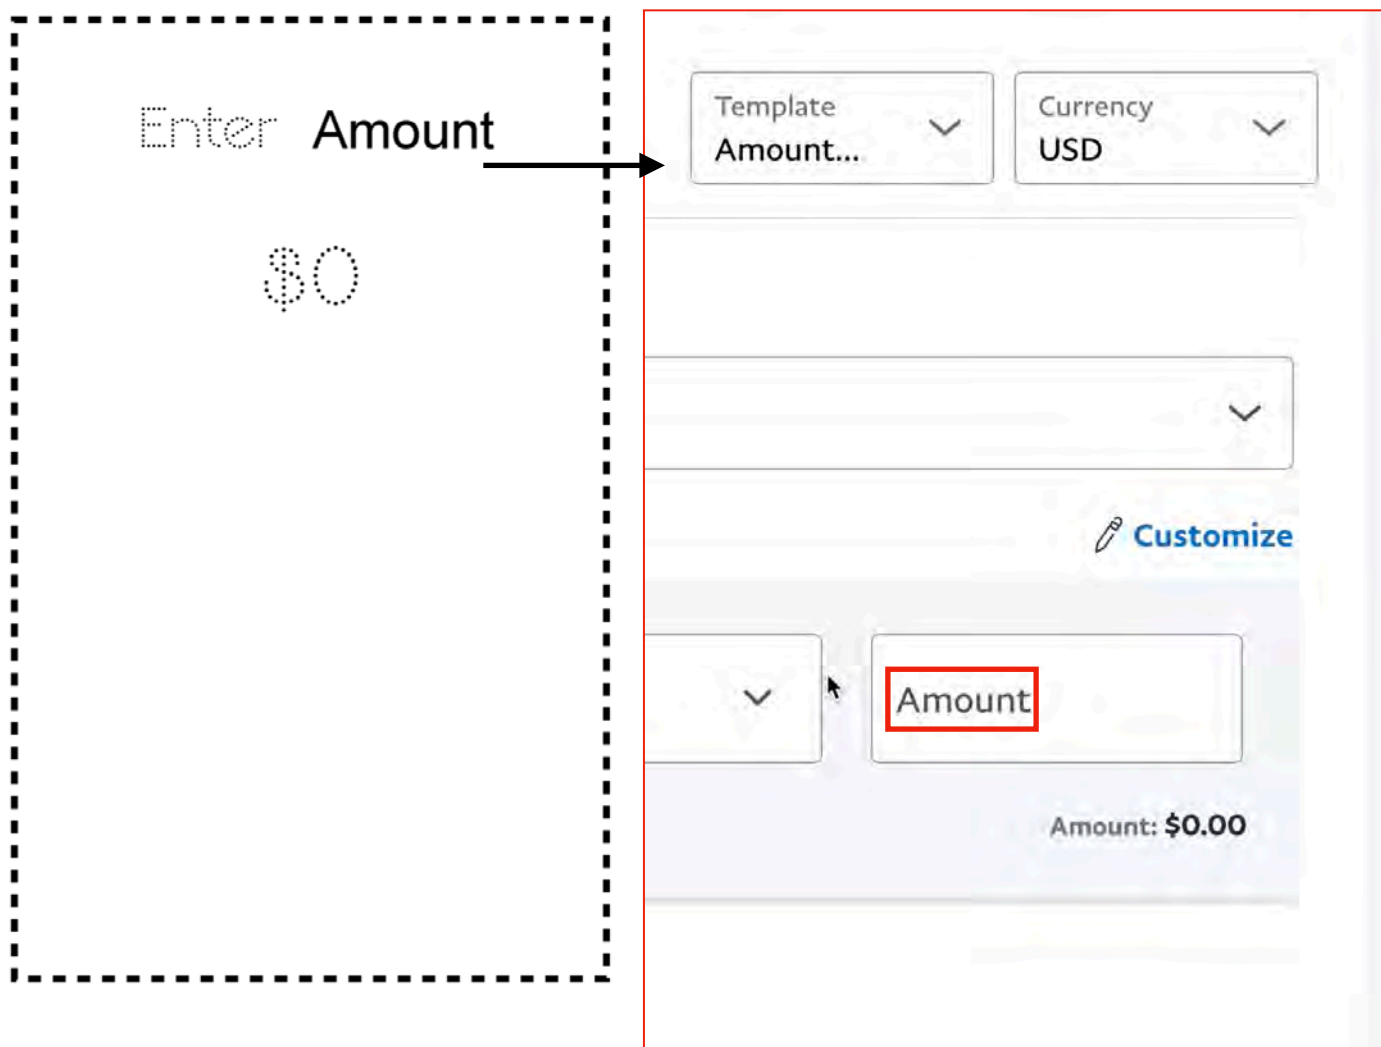 Enter Amount
$0
Template
Amount...
Currency
USD
Customize
Amount
Amount: $0.00